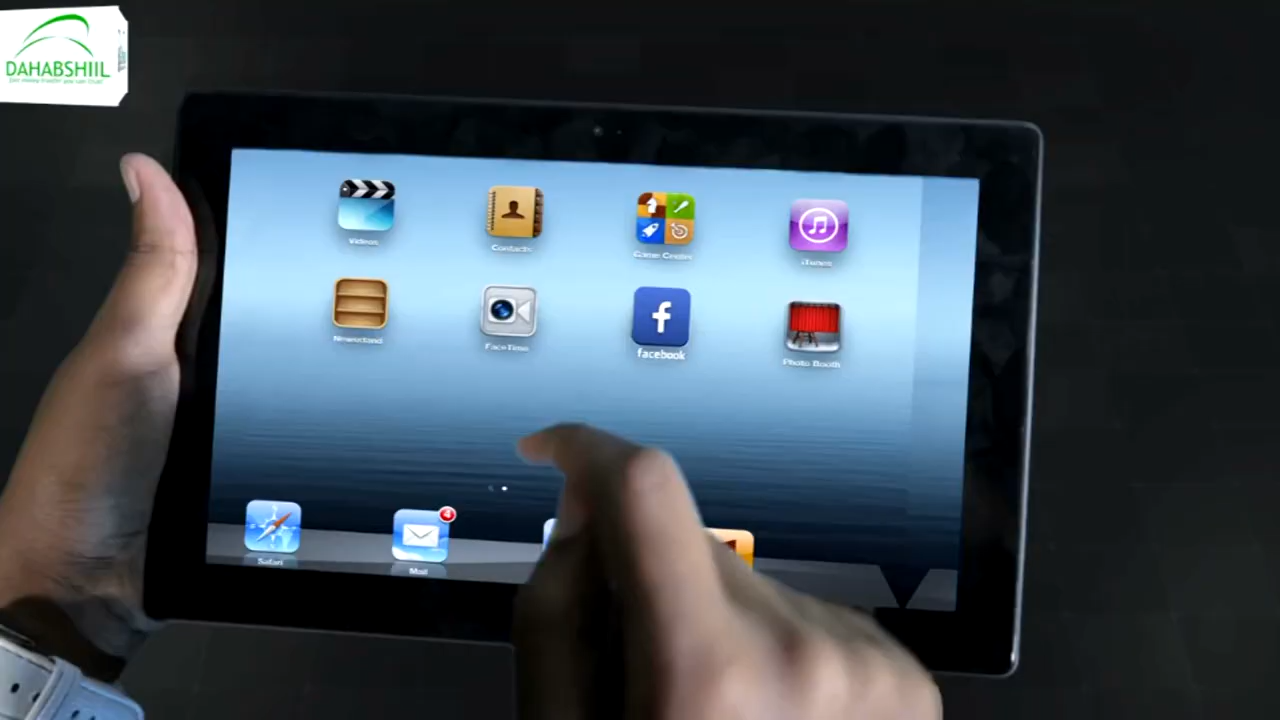 DAHABSHIIL
Videos
Contacts
Game Center
iTunes
Newsstand
FaceTime
facebook
Photo Booth
4
Safari
Mail